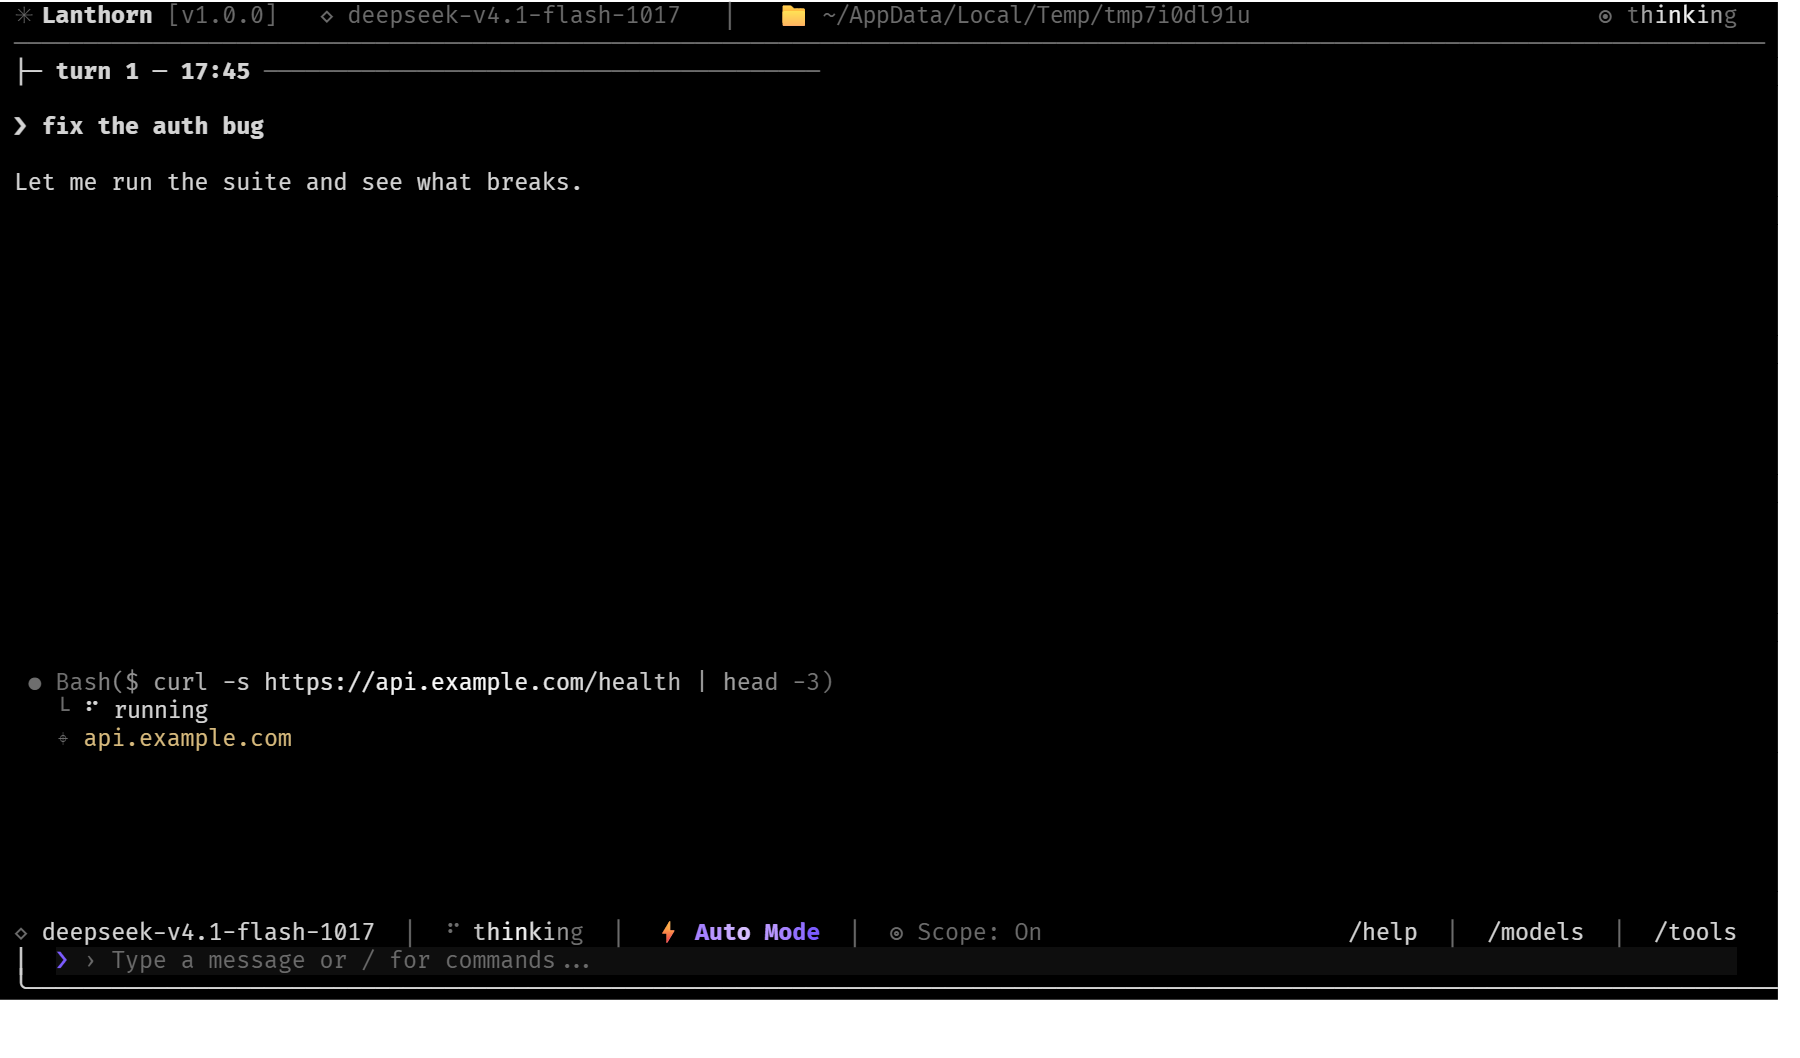 ✳ Lanthorn [v1.0.0] ◇ deepseek-v4.1-flash-1017 │ 📁 ~/AppData/Local/Temp/tmp7i0dl91u ⊙ thinking
├─ turn 1 — 17:45
❯ fix the auth bug
Let me run the suite and see what breaks.
● Bash($ curl -s https://api.example.com/health | head -3)
└ ⠋ running
⌖ api.example.com
◇ deepseek-v4.1-flash-1017 │ ⠋ thinking │ ⚡ Auto Mode │ ⊙ Scope: On /help │ /models │ /tools
❯ › Type a message or / for commands...